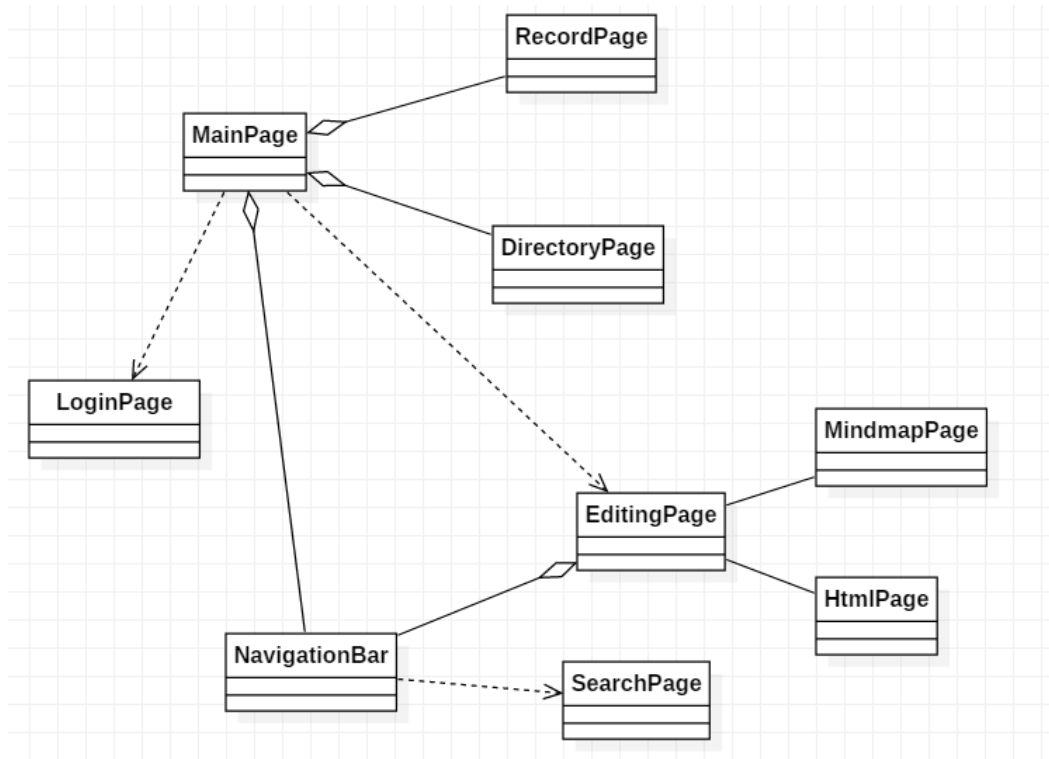 RecordPage
MainPage
DirectoryPage
LoginPage
MindmapPage
EditingPage
HtmlPage
NavigationBar
SearchPage